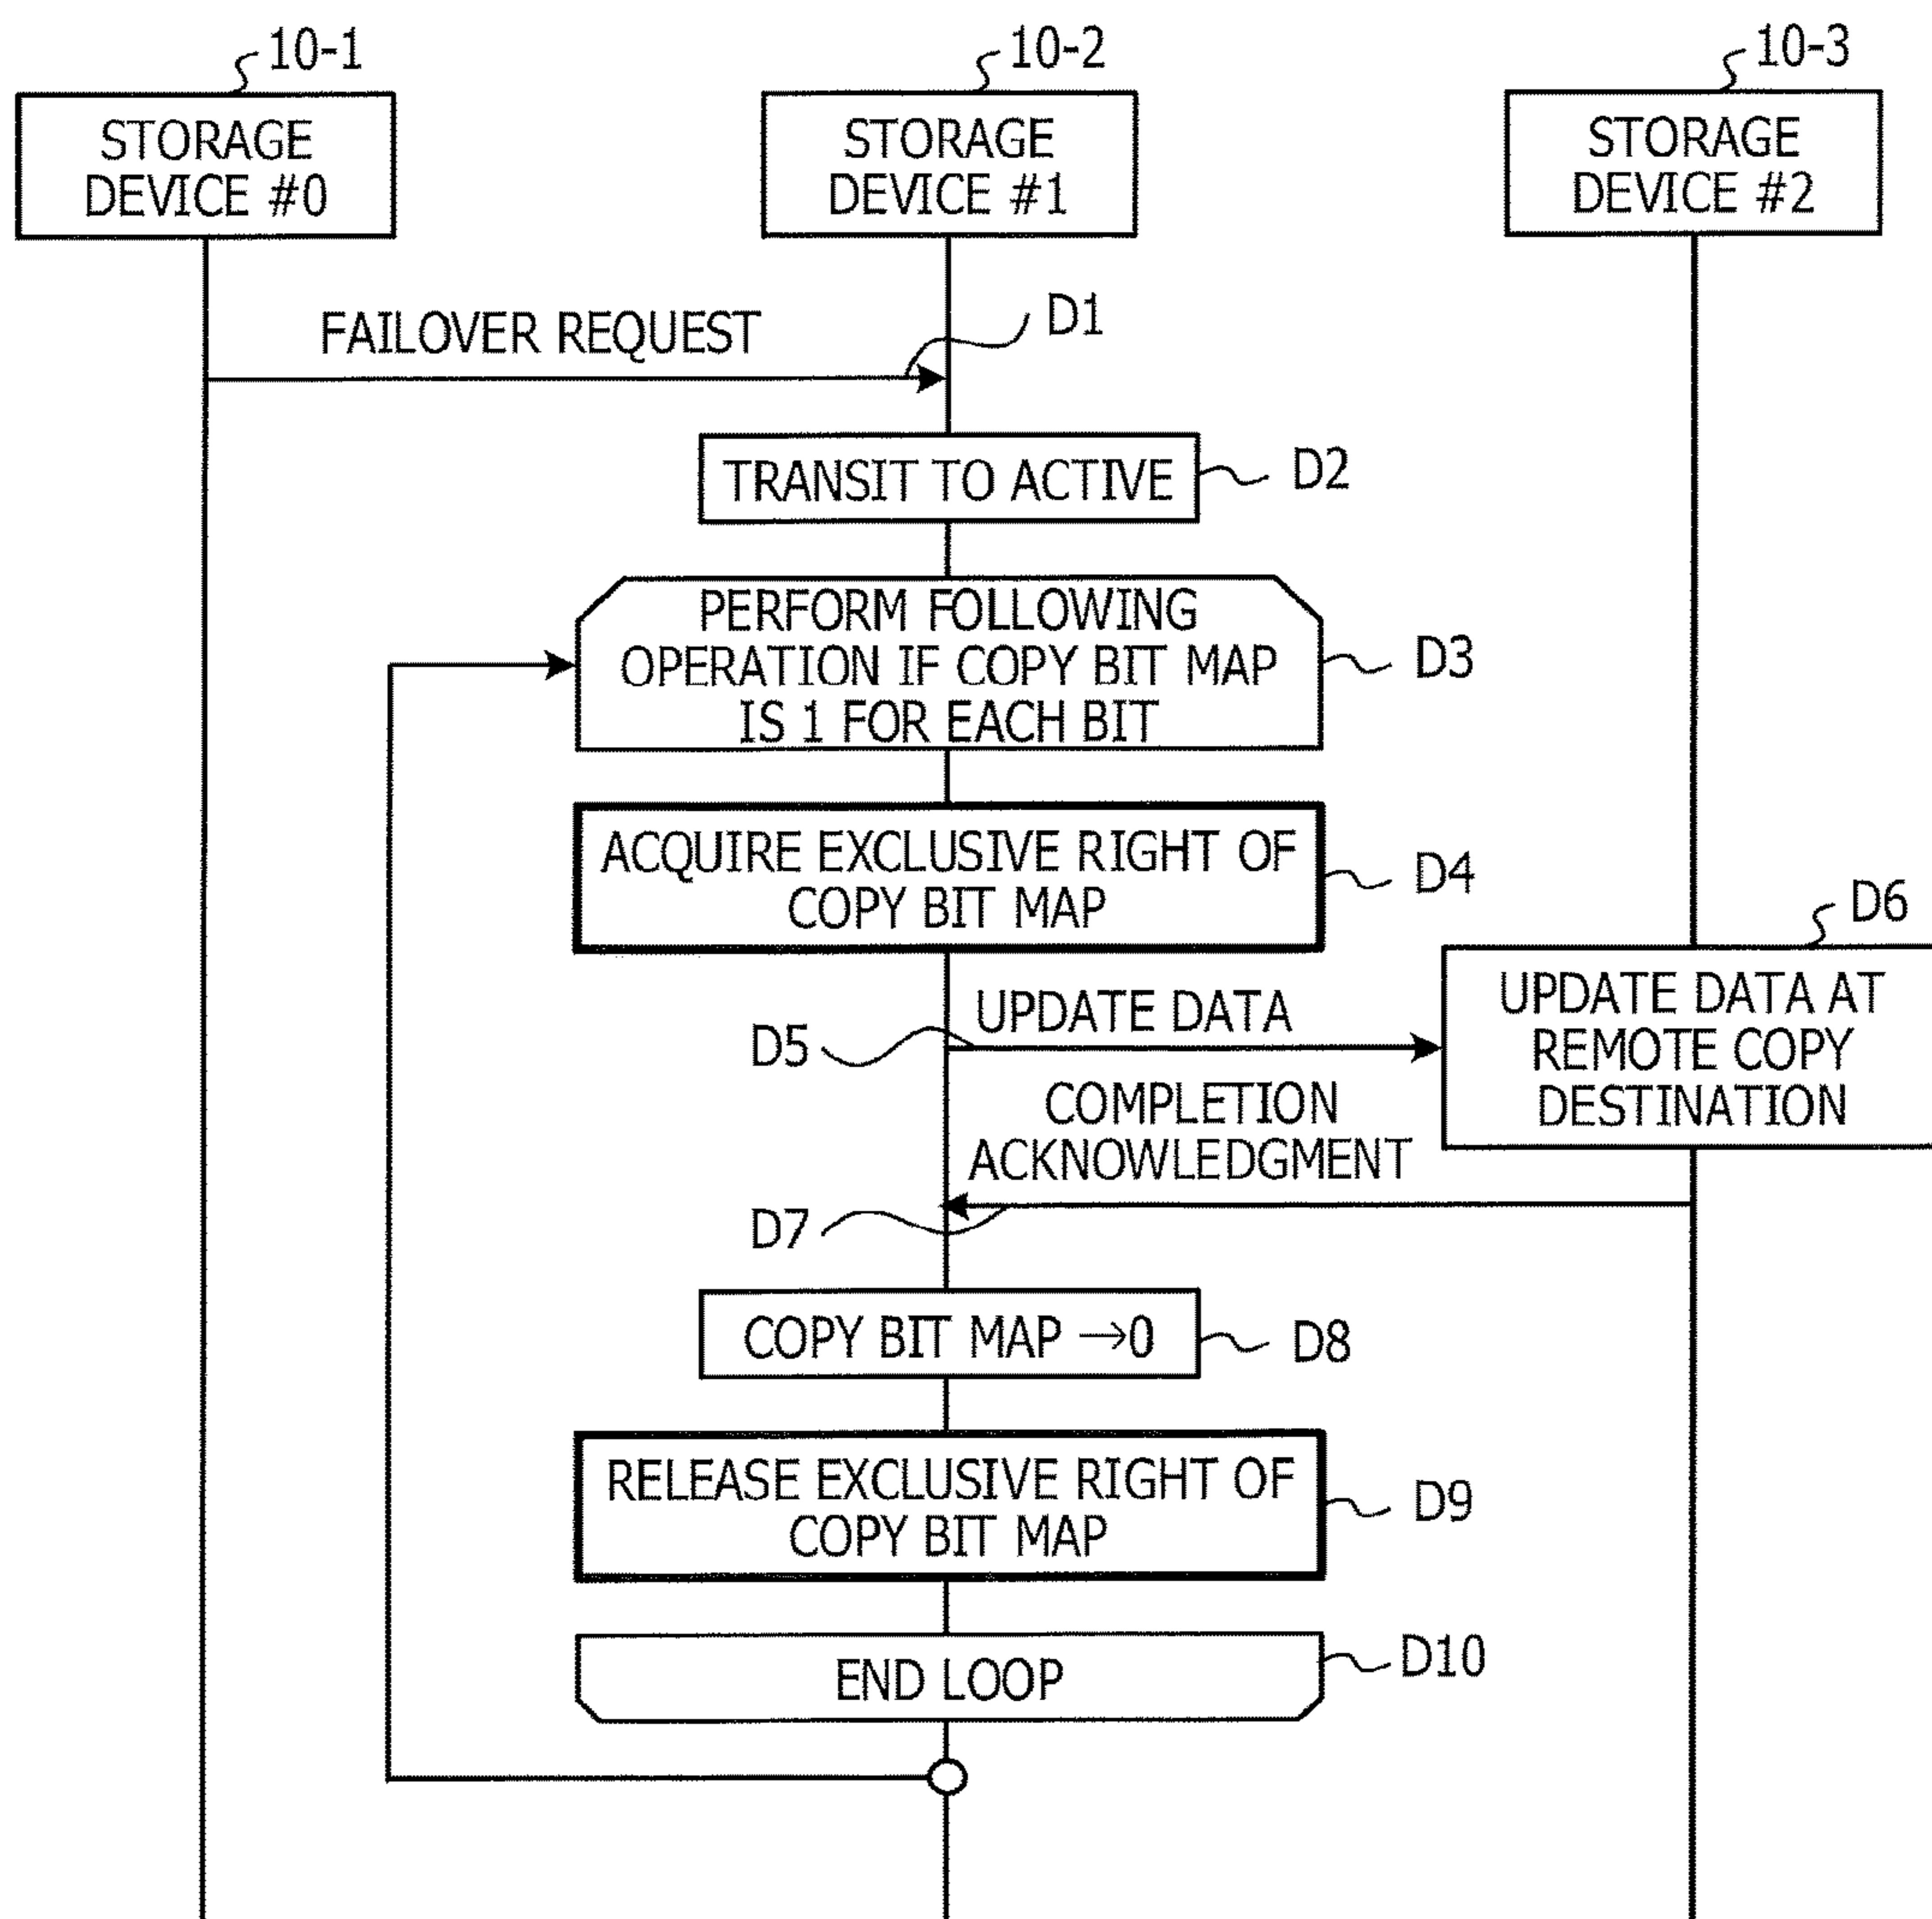 10-1
10-2
10-3
STORAGE
DEVICE #0
STORAGE
DEVICE #1
STORAGE
DEVICE #2
FAILOVER REQUEST
D1
TRANSIT TO ACTIVE
D2
PERFORM FOLLOWING
OPERATION IF COPY BIT MAP
IS 1 FOR EACH BIT
D3
ACQUIRE EXCLUSIVE RIGHT OF
COPY BIT MAP
D4
D6
UPDATE DATA
D5
UPDATE DATA AT
REMOTE COPY
DESTINATION
COMPLETION
ACKNOWLEDGMENT
D7
COPY BIT MAP →0
D8
RELEASE EXCLUSIVE RIGHT OF
COPY BIT MAP
D9
END LOOP
D10